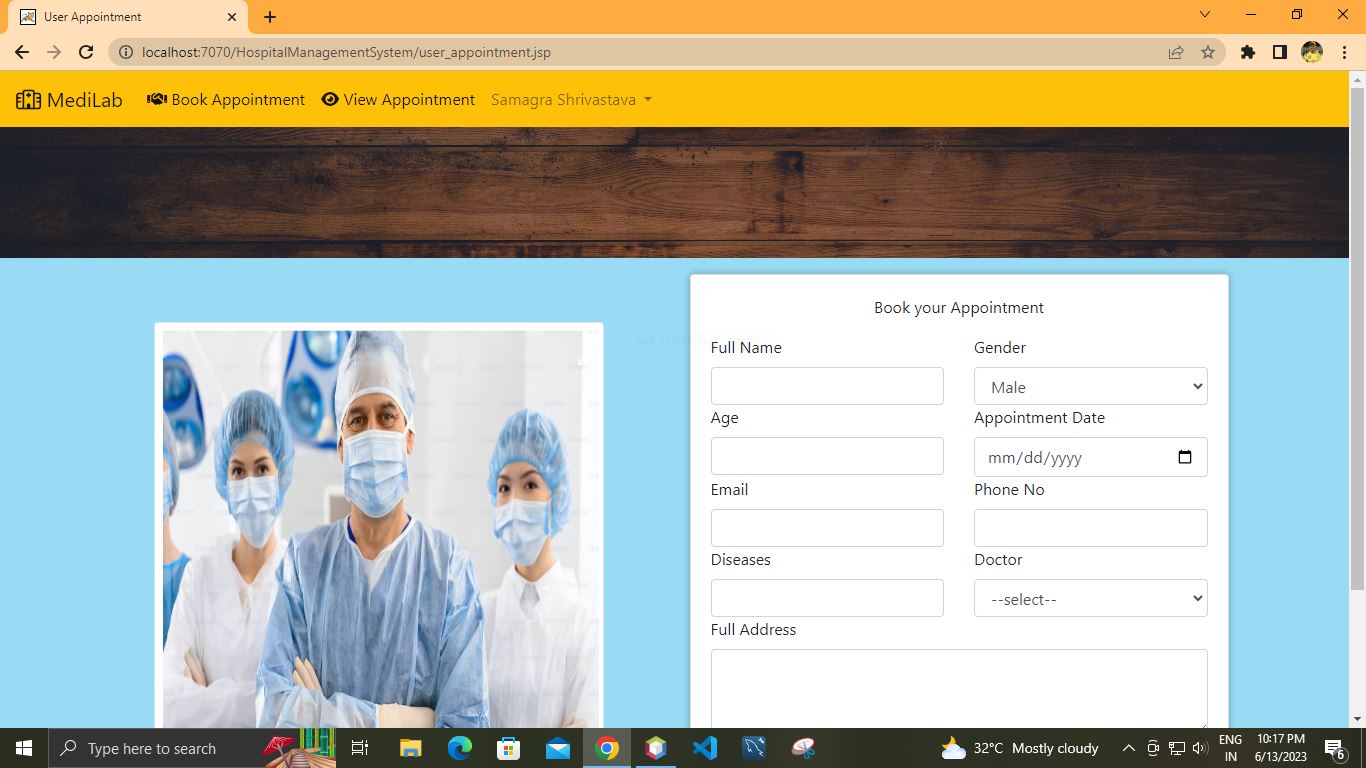 User Appointment
localhost:7070/HospitalManagementSystem/user_appointment.jsp
MediLab Book Appointment View Appointment Samagra Shrivastava
Book your Appointment
Full-screen
Full Name Gender
Male
Age Appointment Date
mm/dd/yyyy
Email Phone No
Diseases Doctor
--select--
Full Address
Type here to search
32°C Mostly cloudy
ENG
IN
10:17 PM
6/13/2023
6